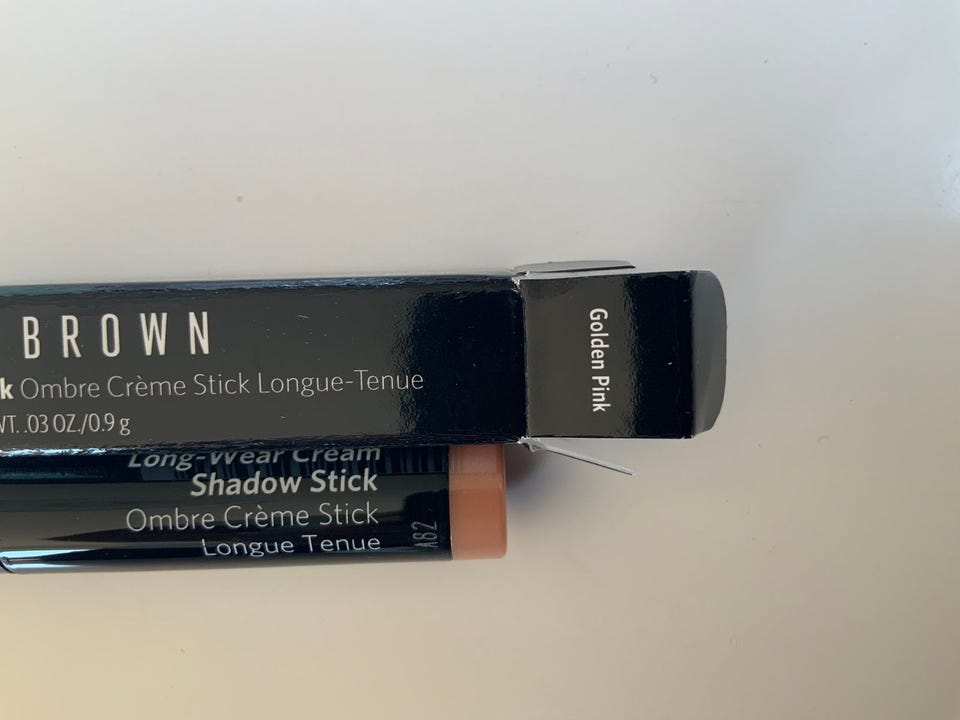 BROWN
k Ombre Crème Stick Longue-Tenue
WT. .03 OZ./0.9 g
Golden Pink
Long-Wear Cream
Shadow Stick
Ombre Crème Stick
Longue Tenue
A82